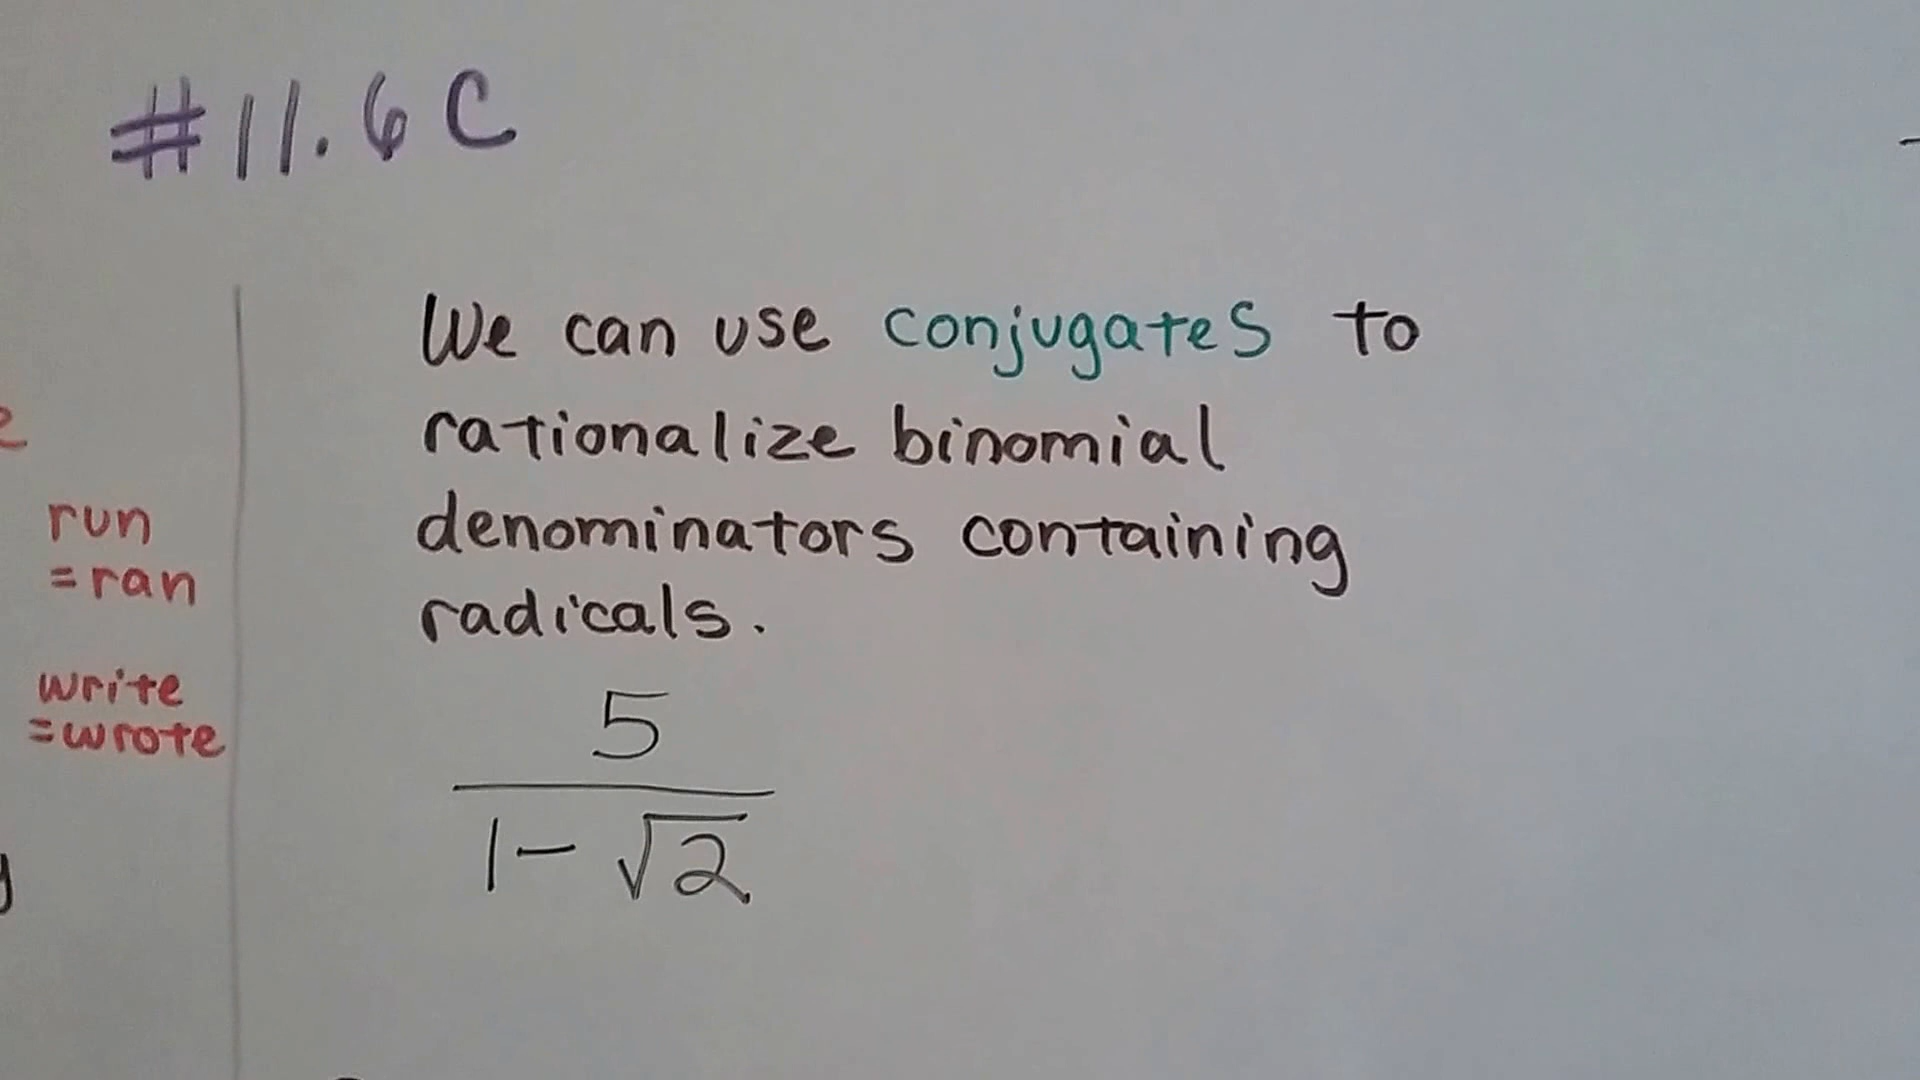 #11.6C
We can use conjugates to
rationalize binomial
denominators containing
radicals.
run
=ran
write
=wrote
5
1-√2